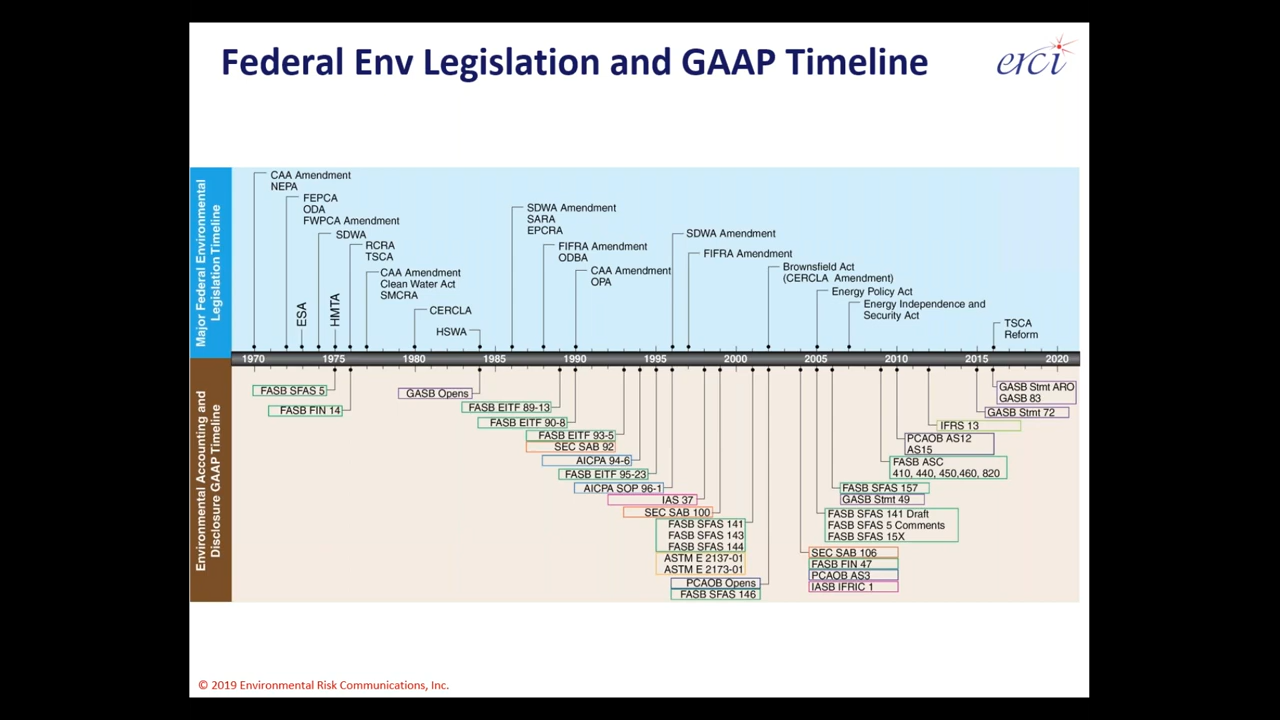 Federal Env Legislation and GAAP Timeline
erci
Major Federal Environmental
Legislation Timeline
CAA Amendment
NEPA
FEPCA
ODA
FWPCA Amendment
ESA
SDWA
HMTA
RCRA
TSCA
CAA Amendment
Clean Water Act
SMCRA
CERCLA
HSWA
SDWA Amendment
SARA
EPCRA
FIFRA Amendment
ODBA
CAA Amendment
OPA
SDWA Amendment
FIFRA Amendment
Brownsfield Act
(CERCLA Amendment)
Energy Policy Act
Energy Independence and
Security Act
TSCA
Reform
1970 1975 1980 1985 1990 1995 2000 2005 2010 2015 2020
Environmental Accounting and
Disclosure GAAP Timeline
FASB SFAS 5
FASB FIN 14
GASB Opens
FASB EITF 89-13
FASB EITF 90-8
FASB EITF 93-5
SEC SAB 92
AICPA 94-6
FASB EITF 95-23
AICPA SOP 96-1
IAS 37
SEC SAB 100
FASB SFAS 141
FASB SFAS 143
FASB SFAS 144
ASTM E 2137-01
ASTM E 2173-01
PCAOB Opens
FASB SFAS 146
SEC SAB 106
FASB FIN 47
PCAOB AS3
IASB IFRIC 1
FASB SFAS 141 Draft
FASB SFAS 5 Comments
FASB SFAS 15X
FASB SFAS 157
GASB Stmt 49
FASB ASC
410, 440, 450,460, 820
PCAOB AS12
AS15
IFRS 13
GASB Stmt 72
GASB Stmt ARO
GASB 83
© 2019 Environmental Risk Communications, Inc.